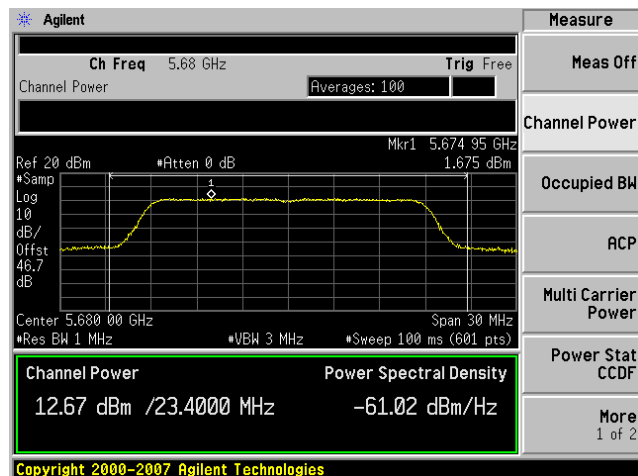 Agilent
Measure
Ch Freq 5.68 GHz Trig Free
Channel Power Averages: 100
Mkr1 5.674 95 GHz
Ref 20 dBm #Atten 0 dB 1.675 dBm
#Samp
Log
10
dB/
Offst
46.7
dB
1
Center 5.680 00 GHz Span 30 MHz
#Res BW 1 MHz #VBW 3 MHz #Sweep 100 ms (601 pts)
Channel Power Power Spectral Density
12.67 dBm /23.4000 MHz -61.02 dBm/Hz
Copyright 2000-2007 Agilent Technologies
Meas Off
Channel Power
Occupied BW
ACP
Multi Carrier
Power
Power Stat
CCDF
More
1 of 2